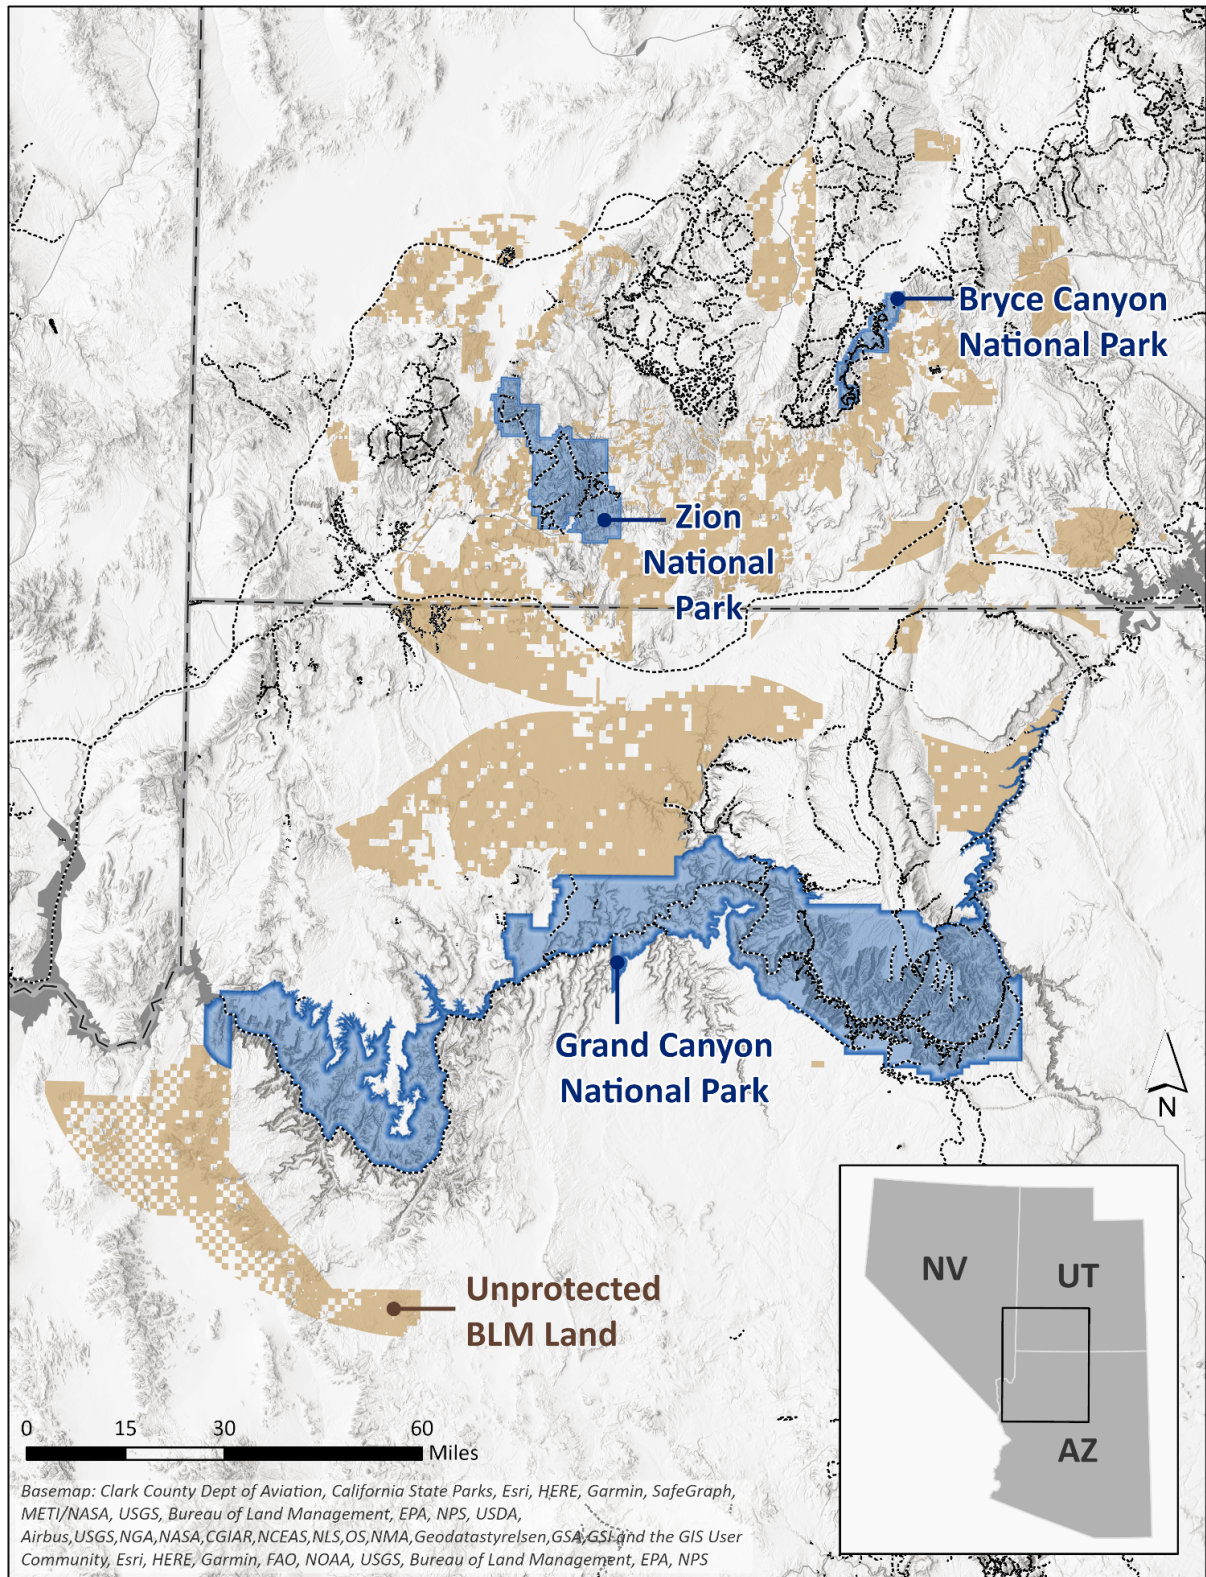 Bryce Canyon
National Park
Zion
National
Park
Grand Canyon
National Park
N
Unprotected
BLM Land
NV
UT
AZ
0 15 30 60
Miles
Basemap: Clark County Dept of Aviation, California State Parks, Esri, HERE, Garmin, SafeGraph,
METI/NASA, USGS, Bureau of Land Management, EPA, NPS, USDA,
Airbus,USGS,NGA,NASA,CGIAR,NCEAS,NLS,OS,NMA,Geodatastyrelsen,GSA,GSI and the GIS User
Community, Esri, HERE, Garmin, FAO, NOAA, USGS, Bureau of Land Management, EPA, NPS